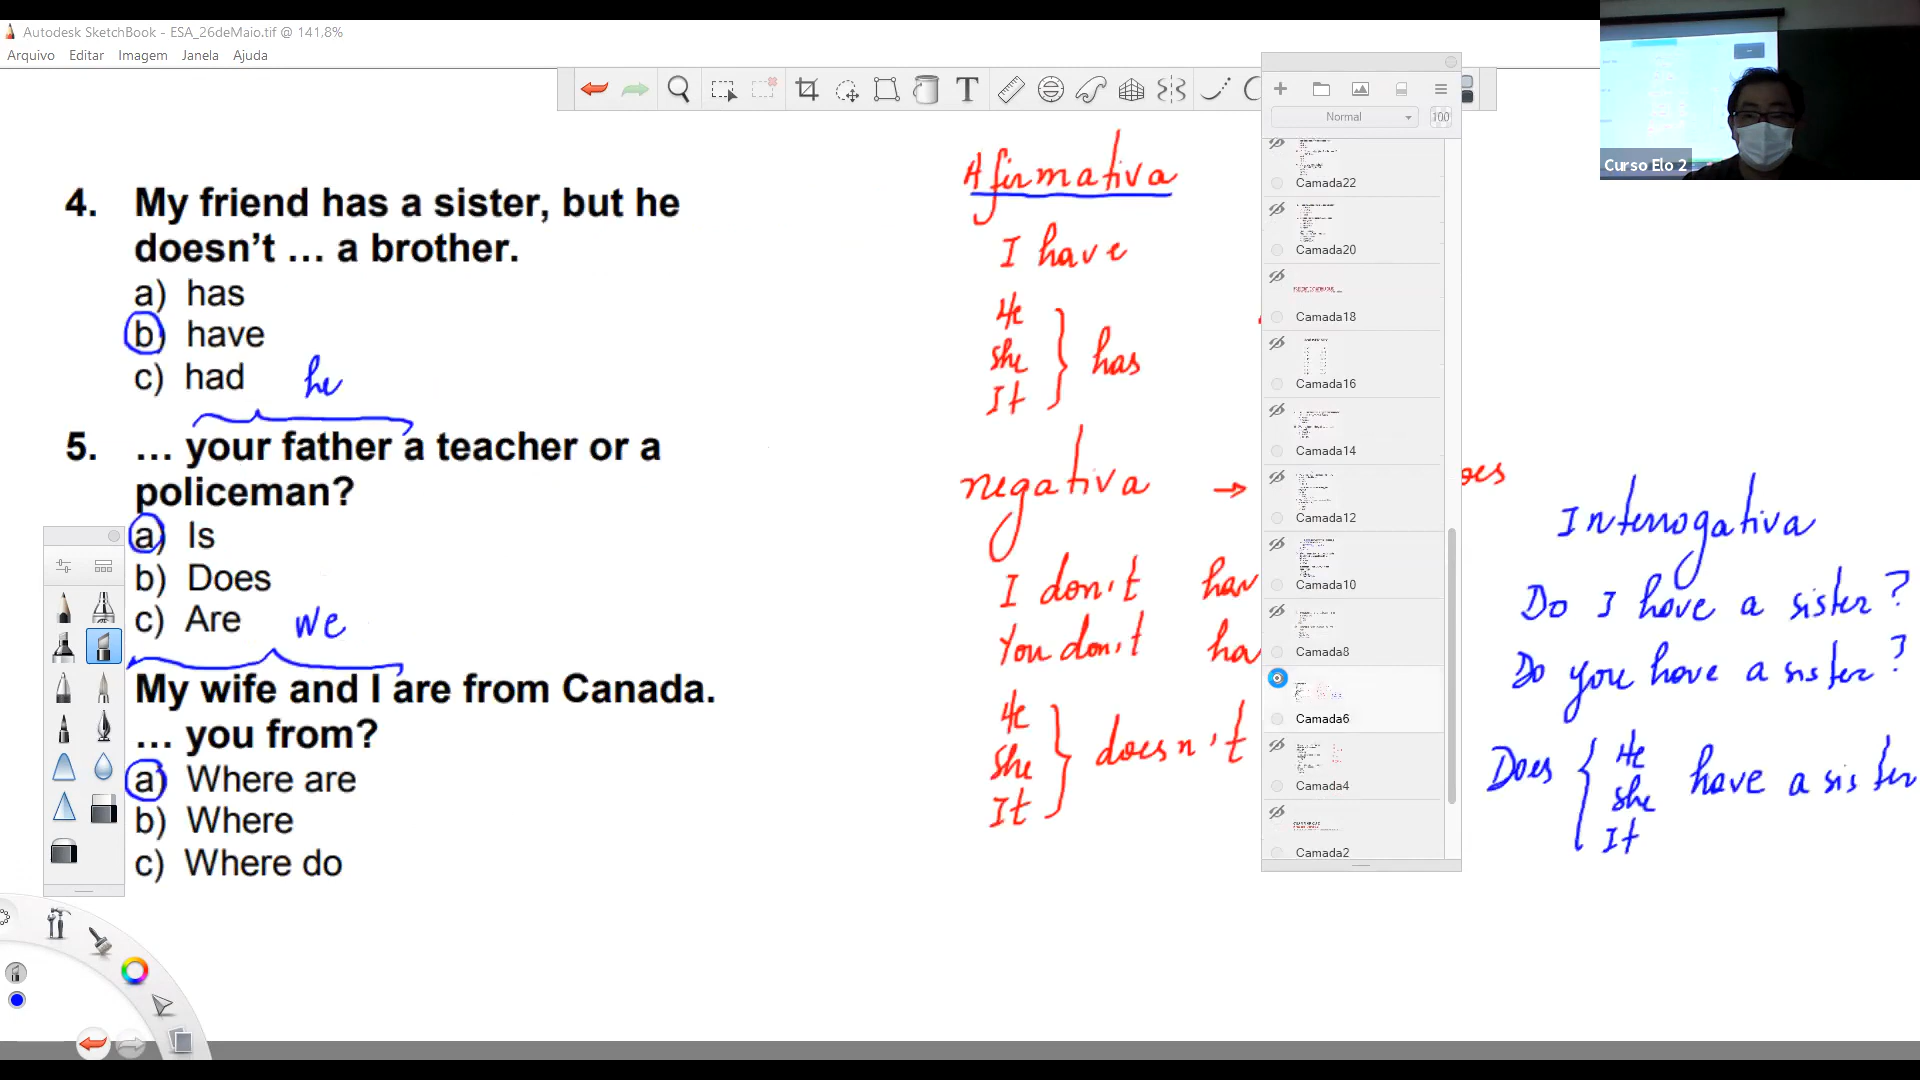 Autodesk SketchBook - ESA_26deMaio.tif @ 141,8%
Arquivo Editar Imagem Janela Ajuda
Normal 100
Curso Elo 2
4. My friend has a sister, but he
doesn't … a brother.
a) has
b) have
c) had
he
5. … your father a teacher or a
policeman?
a) Is
b) Does
c) Are
we
My wife and I are from Canada.
… you from?
a) Where are
b) Where
c) Where do
Afirmativa
I have
He
She
It
has
negativa →
I don't hav
You don't ha
He
She
It
doesn't
Camada22
Camada20
Camada18
Camada16
Camada14
Camada12
Camada10
Camada8
Camada6
Camada4
Camada2
oes
Interrogativa
Do I have a sister?
Do you have a sister?
Does
He
She
It
have a sister